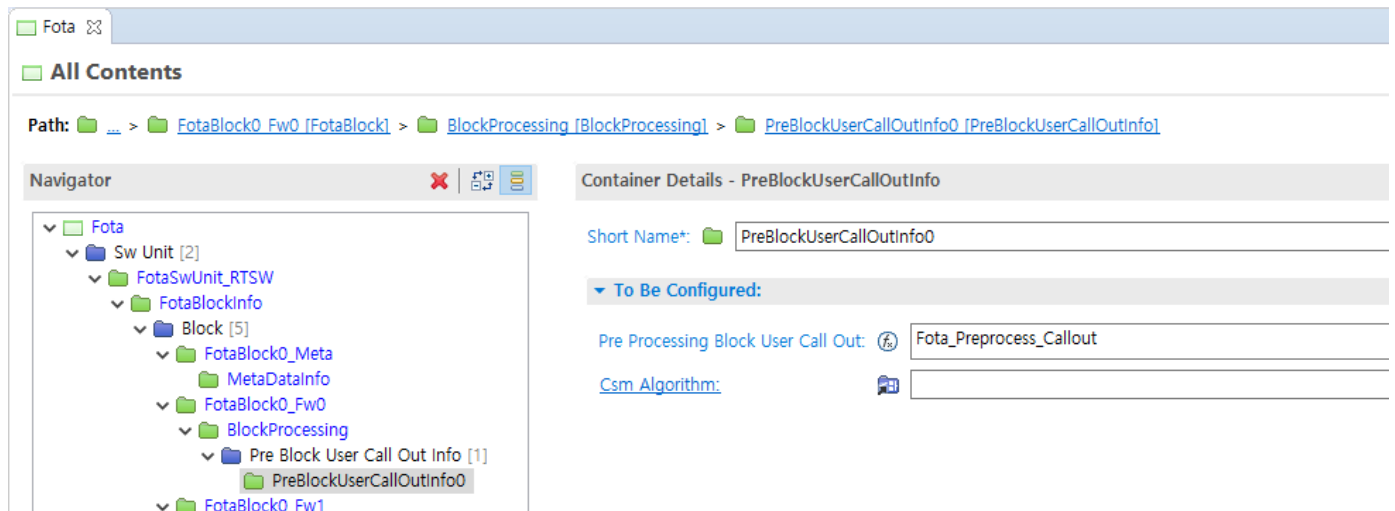 Fota
All Contents
Path: ... > FotaBlock0_Fw0 [FotaBlock] > BlockProcessing [BlockProcessing] > PreBlockUserCallOutInfo0 [PreBlockUserCallOutInfo]
Navigator
Fota
Sw Unit [2]
FotaSwUnit_RTSW
FotaBlockInfo
Block [5]
FotaBlock0_Meta
MetaDataInfo
FotaBlock0_Fw0
BlockProcessing
Pre Block User Call Out Info [1]
PreBlockUserCallOutInfo0
FotaBlock0_Fw1
Container Details - PreBlockUserCallOutInfo
Short Name*: PreBlockUserCallOutInfo0
To Be Configured:
Pre Processing Block User Call Out: Fota_Preprocess_Callout
Csm Algorithm: